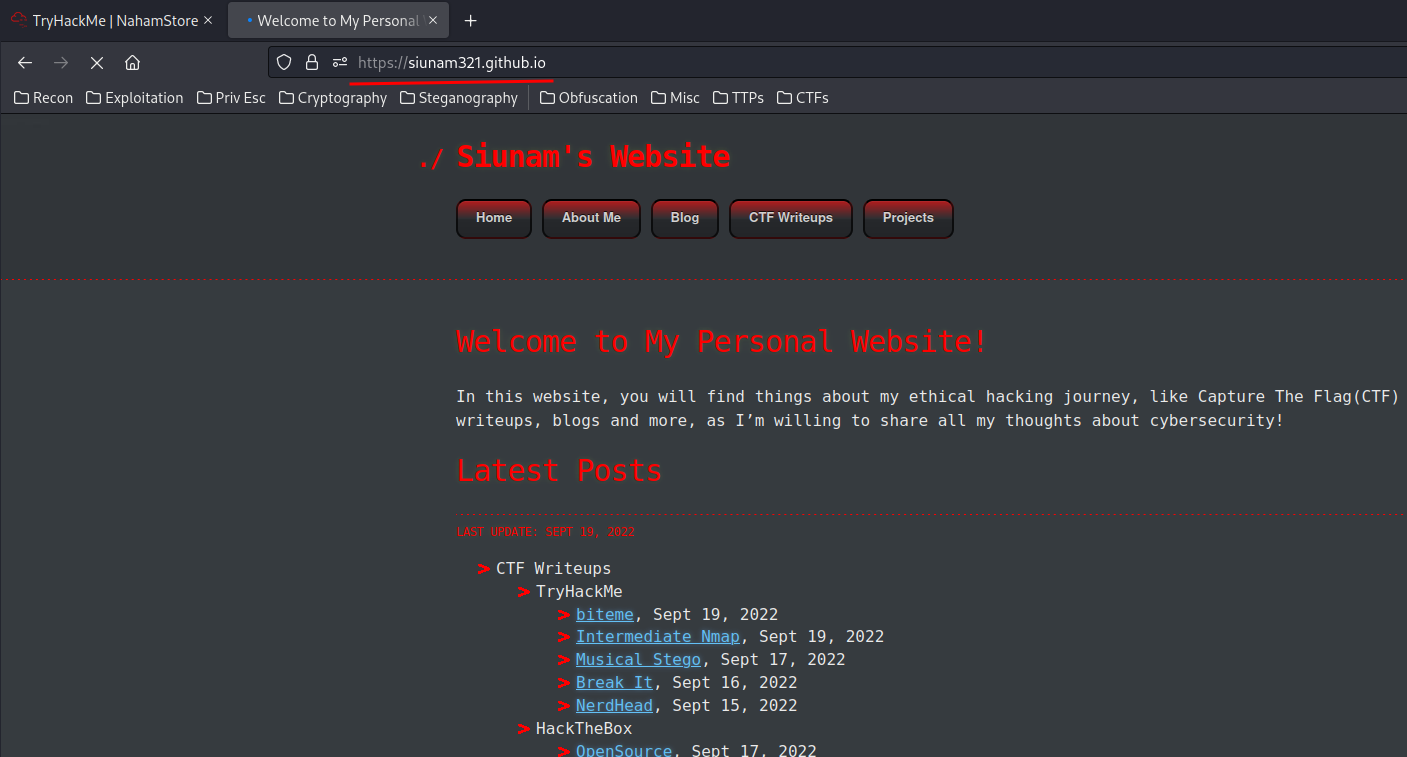 TryHackMe | NahamStore
Welcome to My Personal
https://siunam321.github.io
Recon Exploitation Priv Esc Cryptography Steganography Obfuscation Misc TTPs CTFs
./ Siunam's Website
Home About Me Blog CTF Writeups Projects
Welcome to My Personal Website!
In this website, you will find things about my ethical hacking journey, like Capture The Flag(CTF)
writeups, blogs and more, as I’m willing to share all my thoughts about cybersecurity!
Latest Posts
LAST UPDATE: SEPT 19, 2022
> CTF Writeups
> TryHackMe
> biteme, Sept 19, 2022
> Intermediate Nmap, Sept 19, 2022
> Musical Stego, Sept 17, 2022
> Break It, Sept 16, 2022
> NerdHead, Sept 15, 2022
> HackTheBox
> OpenSource, Sept 17, 2022